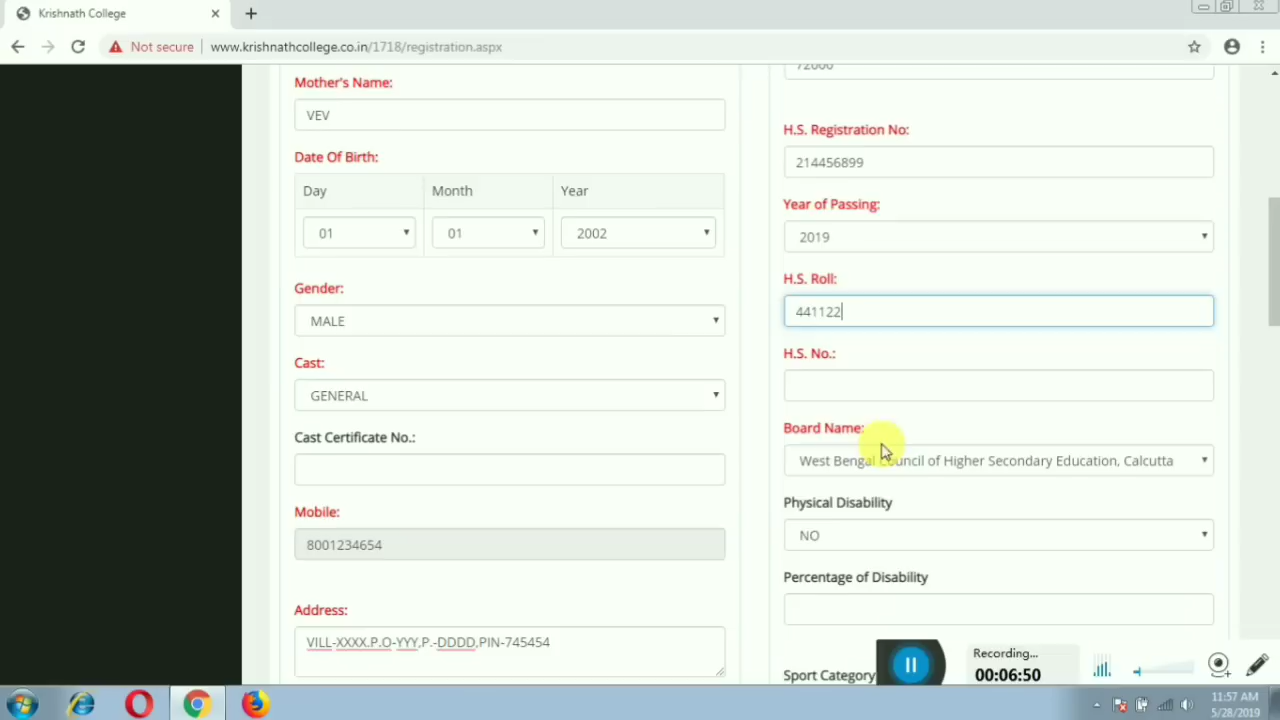 Krishnath College
Not secure
www.krishnathcollege.co.in/1718/registration.aspx
Mother's Name:
VEV
Date Of Birth:
Day
Month
Year
01
01
2002
Gender:
MALE
Cast:
GENERAL
Cast Certificate No.:
Mobile:
8001234654
Address:
VILL-XXXX.P.O-YYY,P.-DDDD,PIN-745454
H.S. Registration No:
214456899
Year of Passing:
2019
H.S. Roll:
441122
H.S. No.:
Board Name:
West Bengal Council of Higher Secondary Education, Calcutta
Physical Disability
NO
Percentage of Disability
Sport Category
Recording...
00:06:50
11:57 AM
5/28/2019